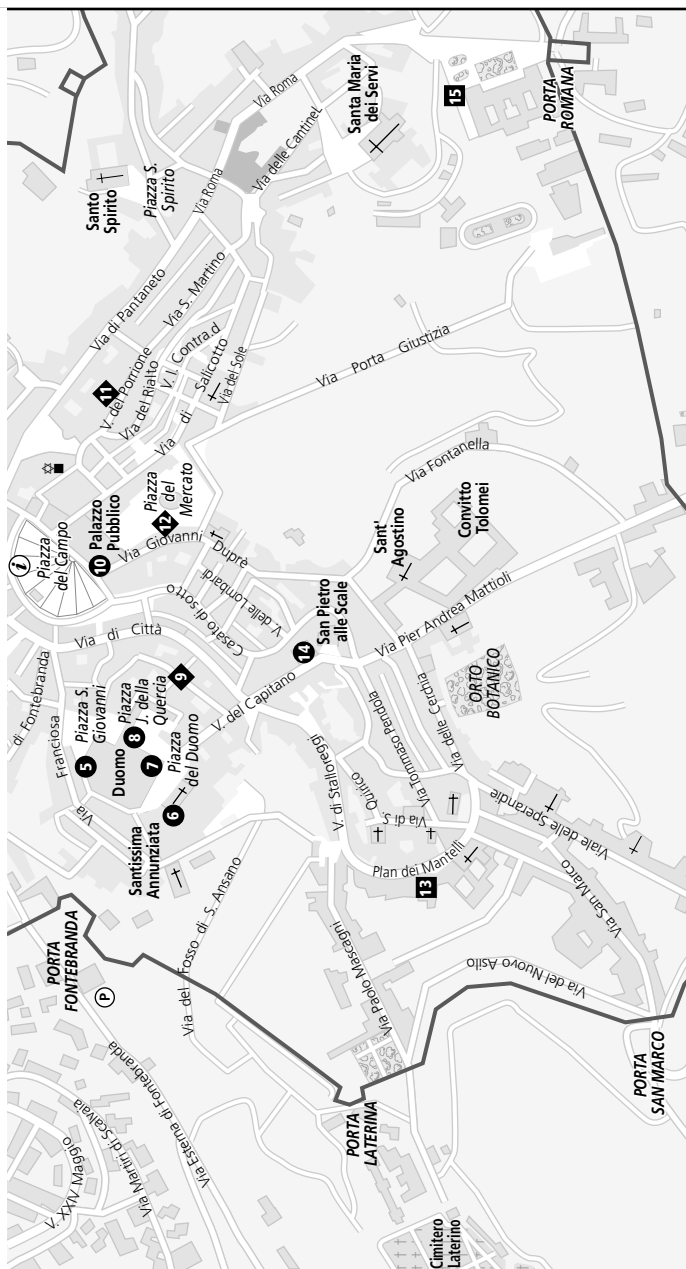 di Fontebranda
Franciosa
Via
Piazza S.
Giovanni
5
Duomo
8
Piazza
J. della
Quercia
7
Piazza
del Duomo
6
Santissima
Annunziata
9
Via di Città
i
Piazza
del Campo
10
Palazzo
Pubblico
Via Giovanni
Duprè
12
Piazza
del
Mercato
11
V. del Porrione
Via del Rialto
Via di Pantaneto
Via S. Martino
V. l. Contra.d
Via di Salicotto
Via del Sole
Santo
Spirito
Piazza S.
Spirito
Via Roma
Via Roma
Via delle Cantinel.
Santa Maria
dei Servi
15
PORTA
ROMANA
Via Porta Giustizia
Via Fontanella
Sant'
Agostino
Convitto
Tolomei
Via Pier Andrea Mattioli
Casato di sotto
V. delle Lombardi
14
San Pietro
alle Scale
V. del Capitano
V. di Stalloreggi
Via Tommaso Pendola
Via delle Cerchia
Via di S. Quirico
ORTO
BOTANICO
Plan dei Mantelli
13
Viale delle Sperandie
Via San Marco
Via del Nuovo Asilo
Via Paolo Mascagni
Via del Fosso di S. Ansano
PORTA
FONTEBRANDA
P
Via Esterna di Fontebranda
Via Martiri di Scalvaia
V. XXIV Maggio
PORTA
LATERINA
PORTA
SAN MARCO
Cimitero
Laterino